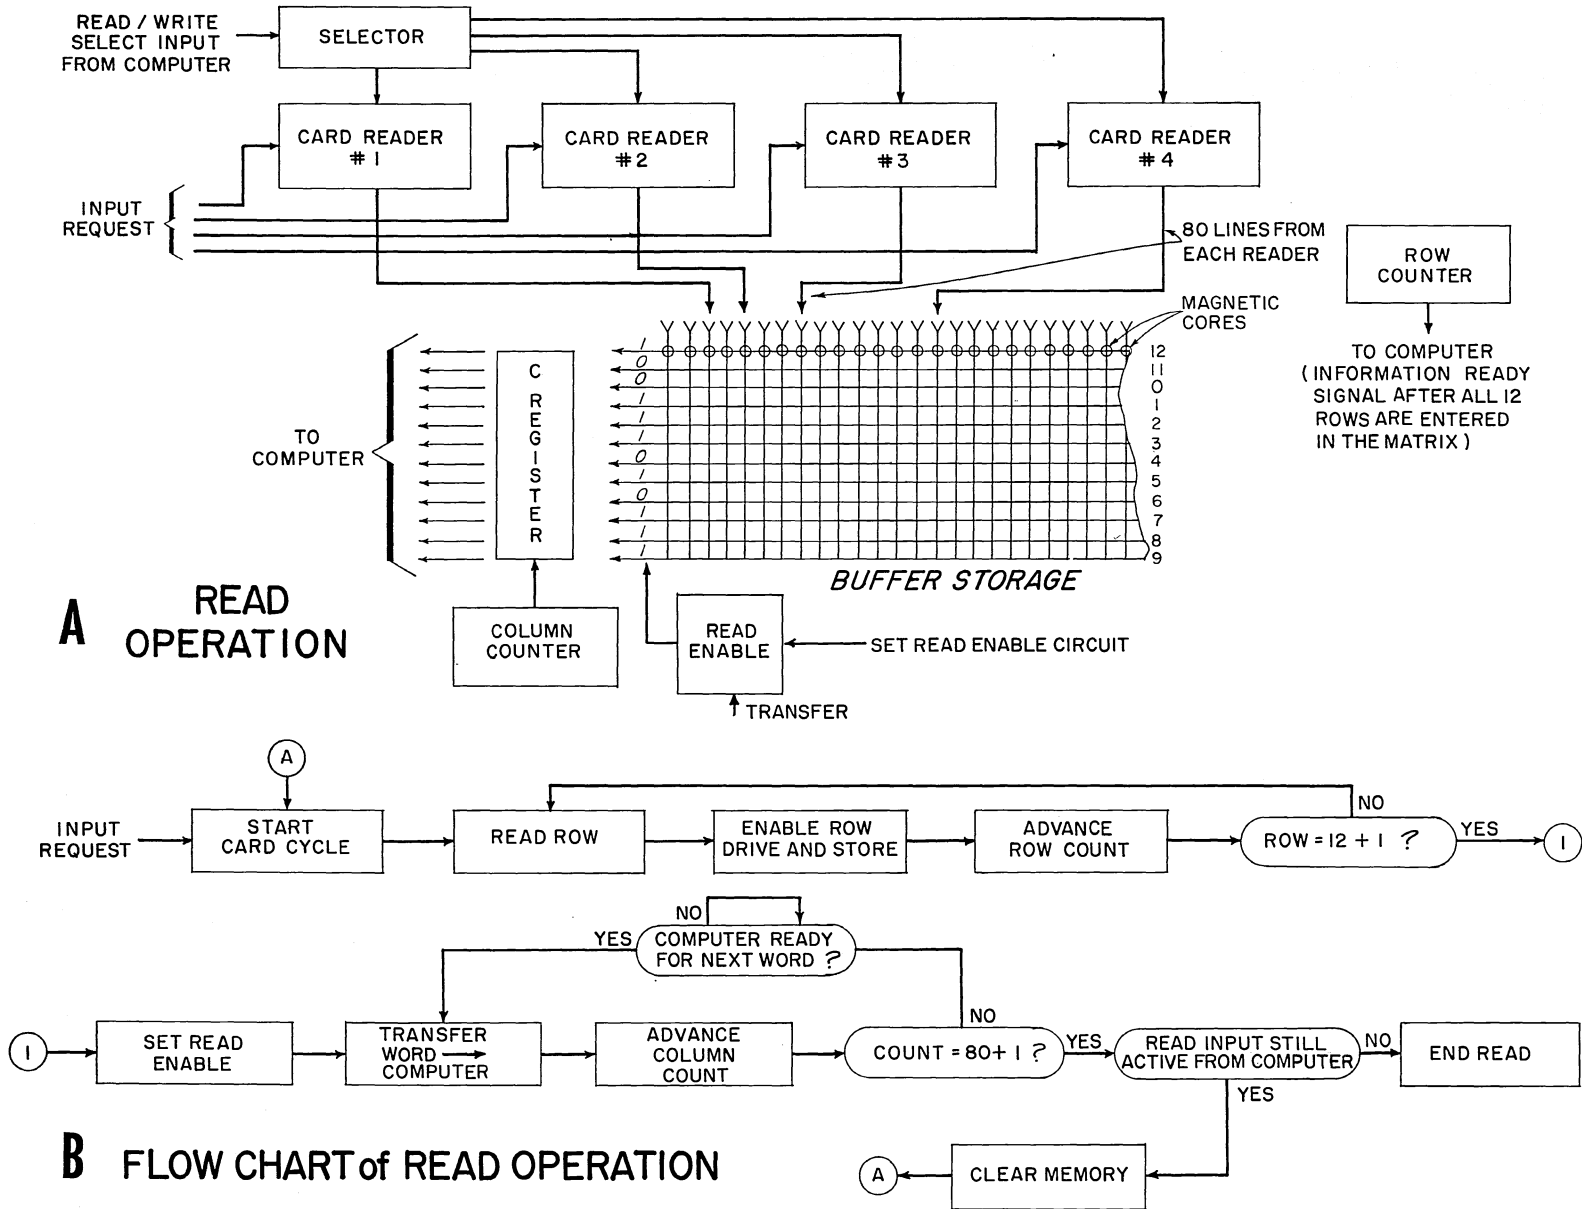 READ / WRITE
SELECT INPUT
FROM COMPUTER
SELECTOR
CARD READER
#1
CARD READER
#2
CARD READER
#3
CARD READER
#4
INPUT
REQUEST
80 LINES FROM
EACH READER
ROW
COUNTER
MAGNETIC
CORES
TO COMPUTER
(INFORMATION READY
SIGNAL AFTER ALL 12
ROWS ARE ENTERED
IN THE MATRIX)
TO
COMPUTER
C REGISTER
1
0
0
1
1
1
0
1
0
1
1
1
12
11
0
1
2
3
4
5
6
7
8
9
BUFFER STORAGE
A READ
OPERATION
COLUMN
COUNTER
READ
ENABLE
SET READ ENABLE CIRCUIT
TRANSFER
A
INPUT
REQUEST
START
CARD CYCLE
READ ROW
ENABLE ROW
DRIVE AND STORE
ADVANCE
ROW COUNT
ROW = 12 + 1 ?
NO
YES
1
NO
YES
COMPUTER READY
FOR NEXT WORD ?
1
SET READ
ENABLE
TRANSFER
WORD →
COMPUTER
ADVANCE
COLUMN
COUNT
COUNT = 80 + 1 ?
NO
YES
READ INPUT STILL
ACTIVE FROM COMPUTER
NO
END READ
YES
CLEAR MEMORY
A
B FLOW CHART of READ OPERATION